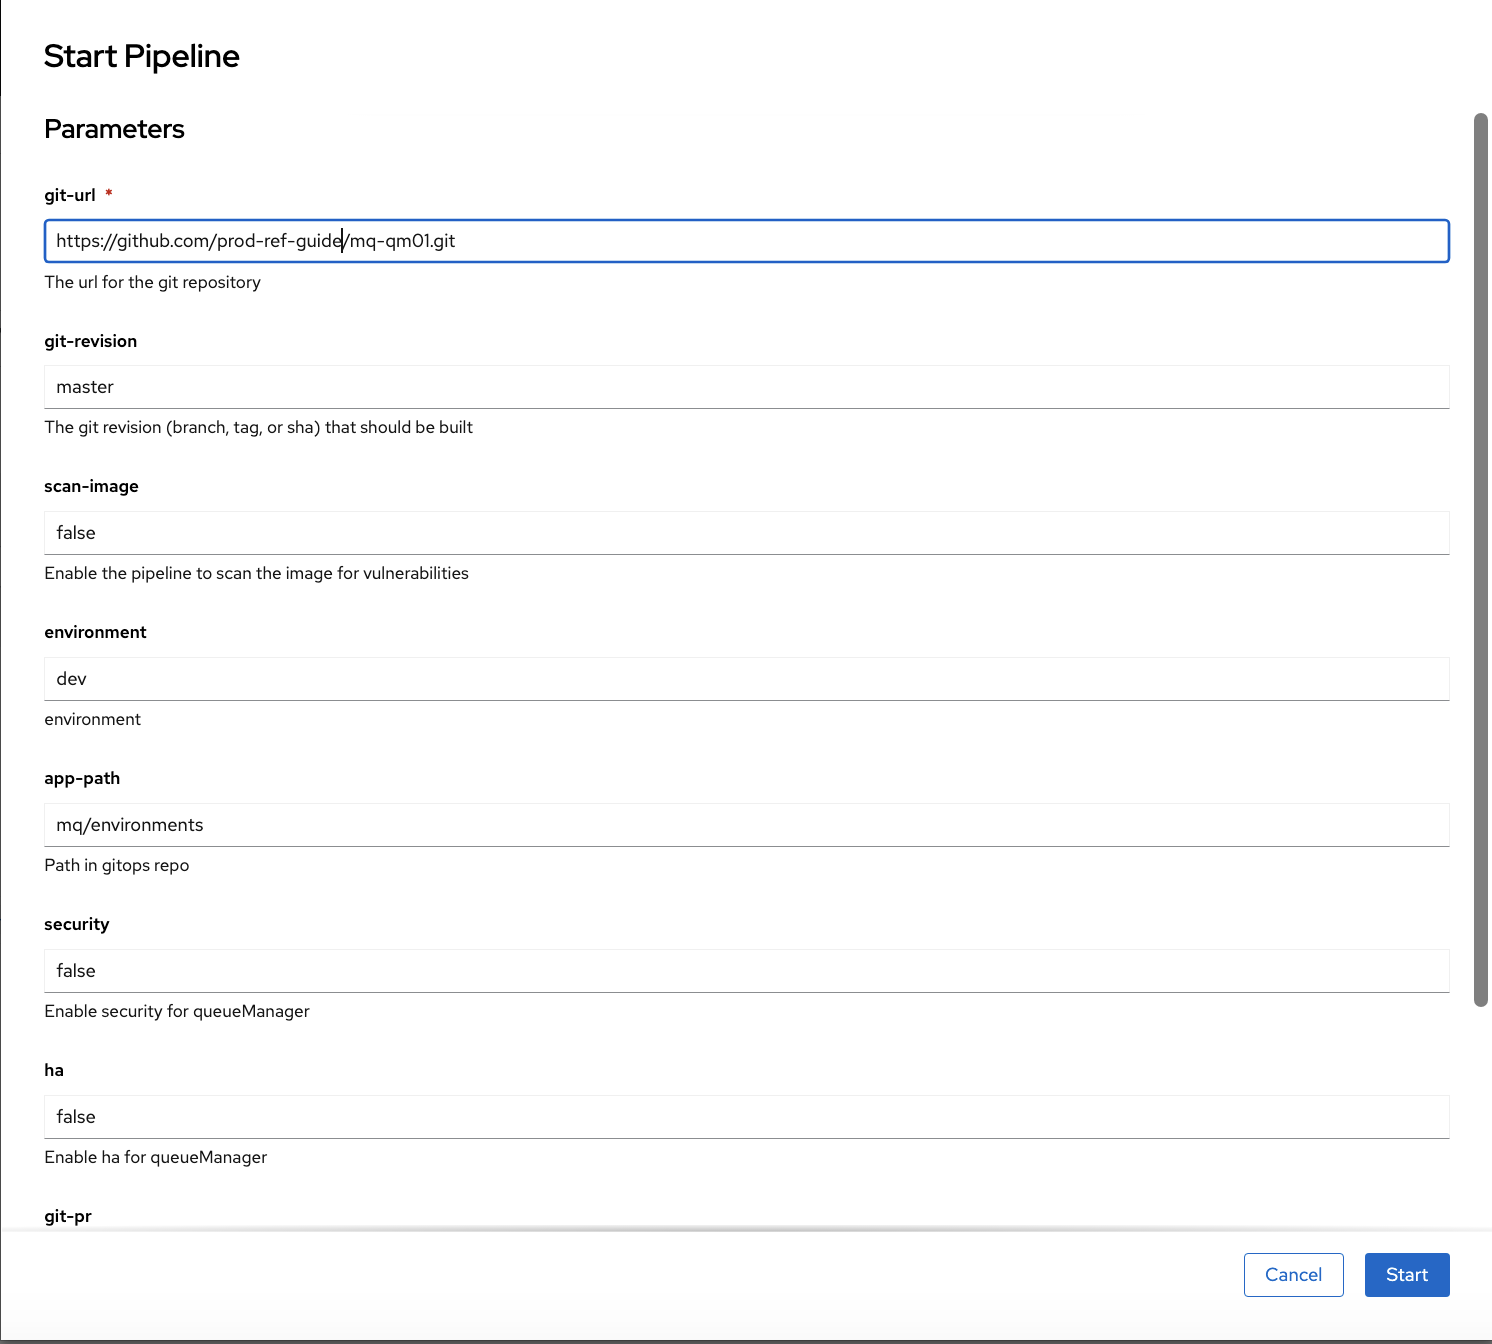 Start Pipeline
Parameters
git-url *
https://github.com/prod-ref-guide/mq-qm01.git
The url for the git repository
git-revision
master
The git revision (branch, tag, or sha) that should be built
scan-image
false
Enable the pipeline to scan the image for vulnerabilities
environment
dev
environment
app-path
mq/environments
Path in gitops repo
security
false
Enable security for queueManager
ha
false
Enable ha for queueManager
git-pr
Cancel Start